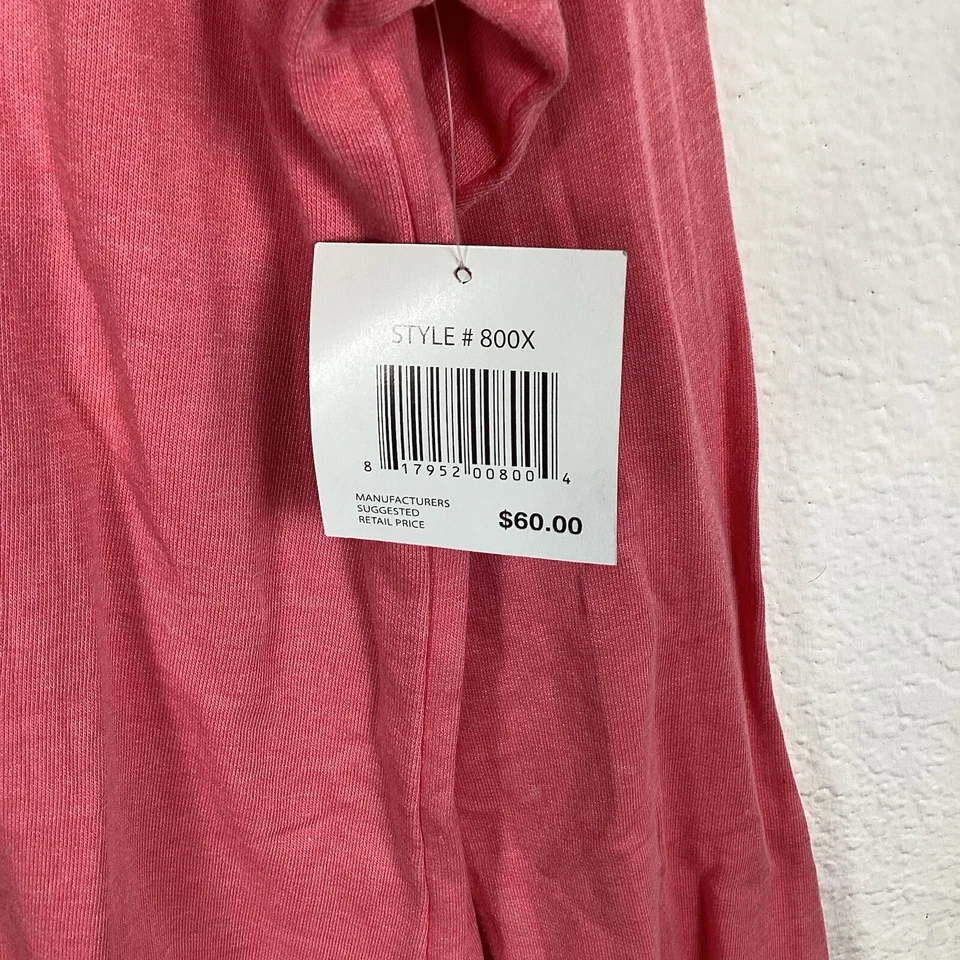 STYLE # 800X
8 17952 00800 4
MANUFACTURERS
SUGGESTED
RETAIL PRICE
$60.00